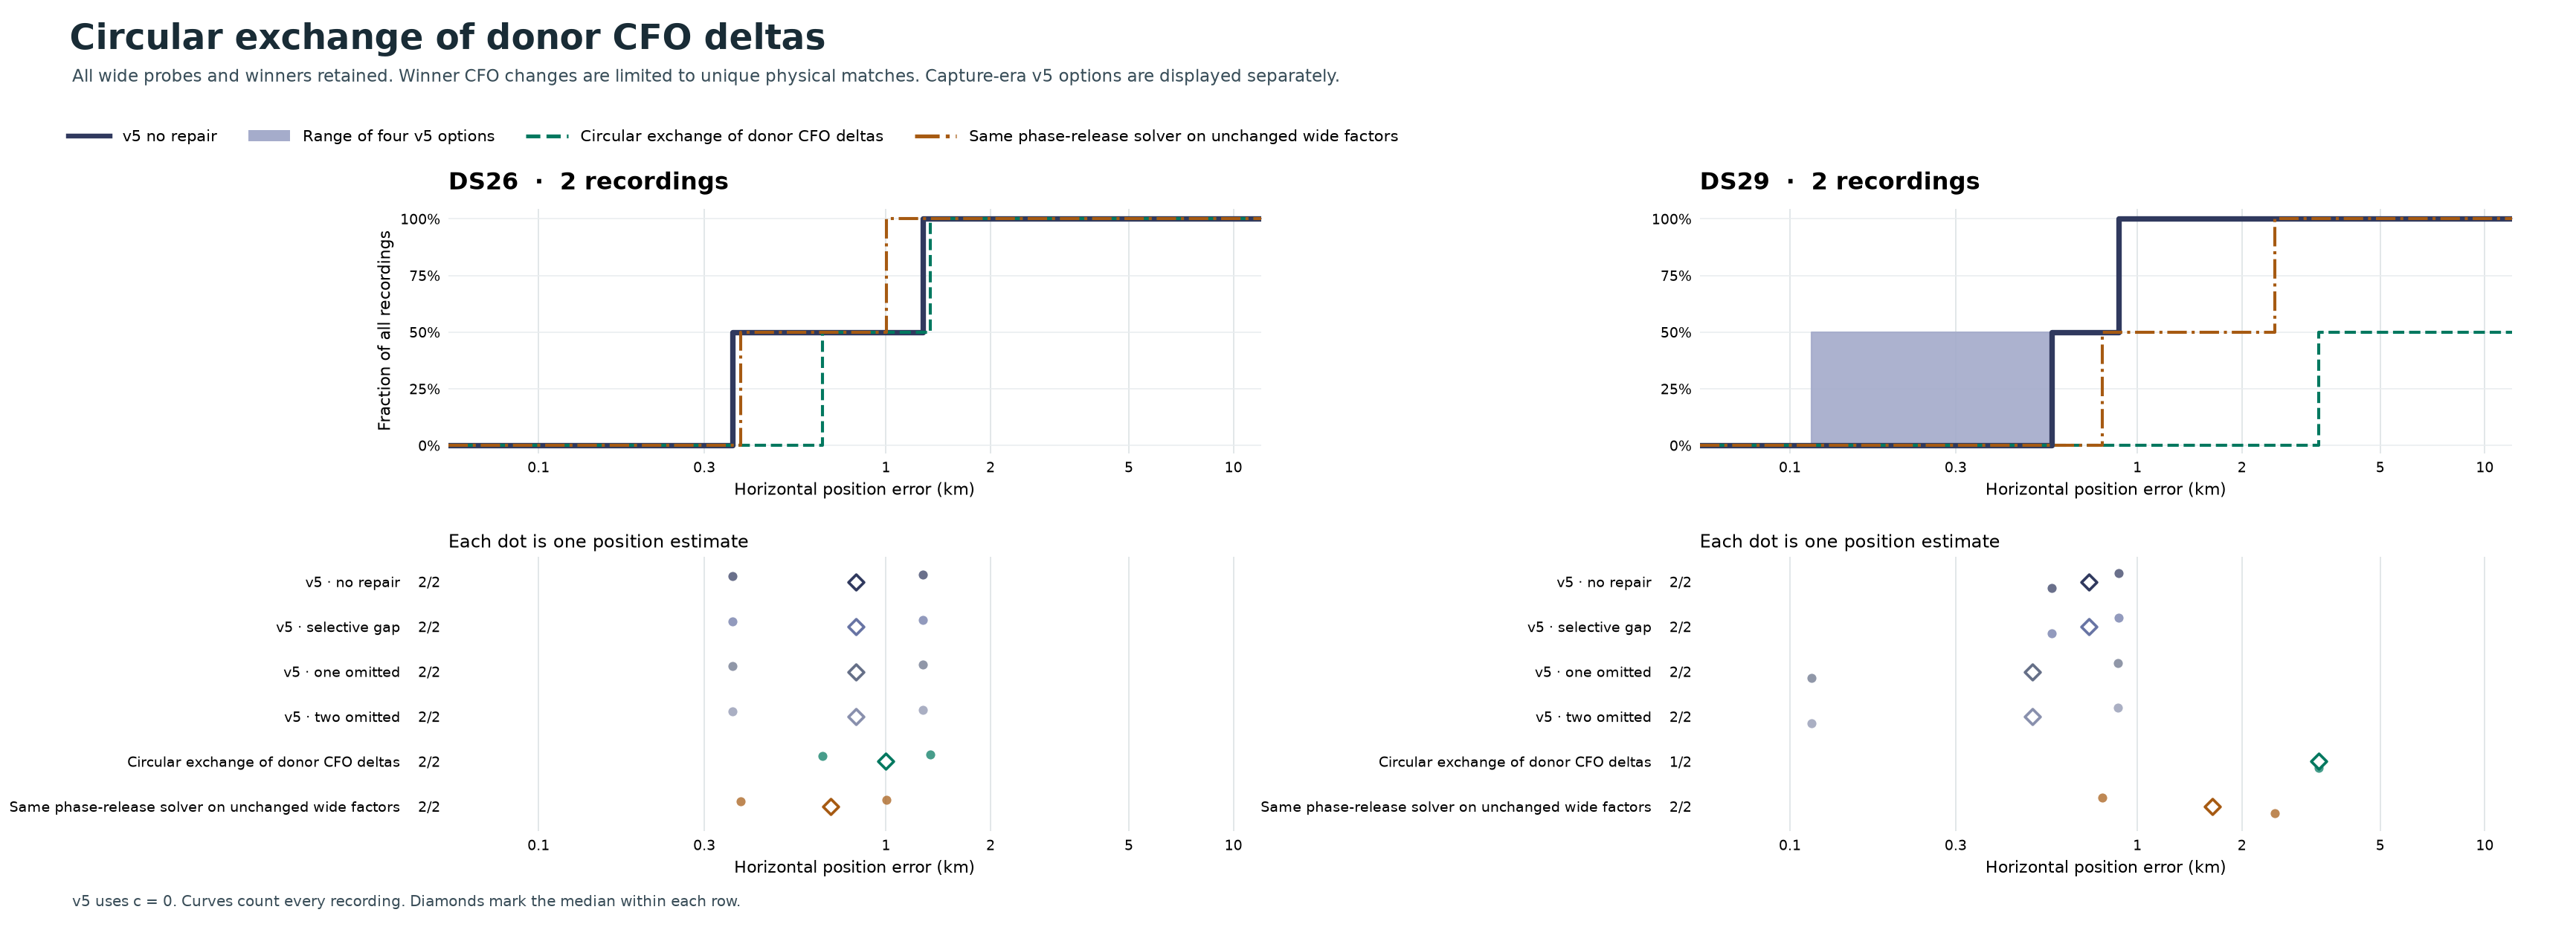 Circular exchange of donor CFO deltas
All wide probes and winners retained. Winner CFO changes are limited to unique physical matches. Capture-era v5 options are displayed separately.
v5 no repair
Range of four v5 options
Circular exchange of donor CFO deltas
Same phase-release solver on unchanged wide factors
DS26 · 2 recordings
Fraction of all recordings
100%
75%
50%
25%
0%
0.1 0.3 1 2 5 10
Horizontal position error (km)
DS29 · 2 recordings
100%
75%
50%
25%
0%
0.1 0.3 1 2 5 10
Horizontal position error (km)
Each dot is one position estimate
v5 · no repair 2/2
v5 · selective gap 2/2
v5 · one omitted 2/2
v5 · two omitted 2/2
Circular exchange of donor CFO deltas 2/2
Same phase-release solver on unchanged wide factors 2/2
0.1 0.3 1 2 5 10
Horizontal position error (km)
Each dot is one position estimate
v5 · no repair 2/2
v5 · selective gap 2/2
v5 · one omitted 2/2
v5 · two omitted 2/2
Circular exchange of donor CFO deltas 1/2
Same phase-release solver on unchanged wide factors 2/2
0.1 0.3 1 2 5 10
Horizontal position error (km)
v5 uses c = 0. Curves count every recording. Diamonds mark the median within each row.